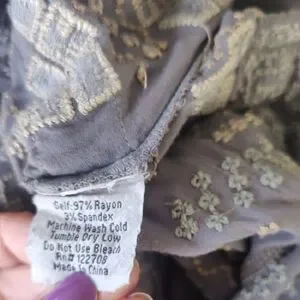 Self: 97% Rayon
3% Spandex
Machine Wash Cold
Tumble Dry Low
Do Not Use Bleach
Rn# 122708
Made In China